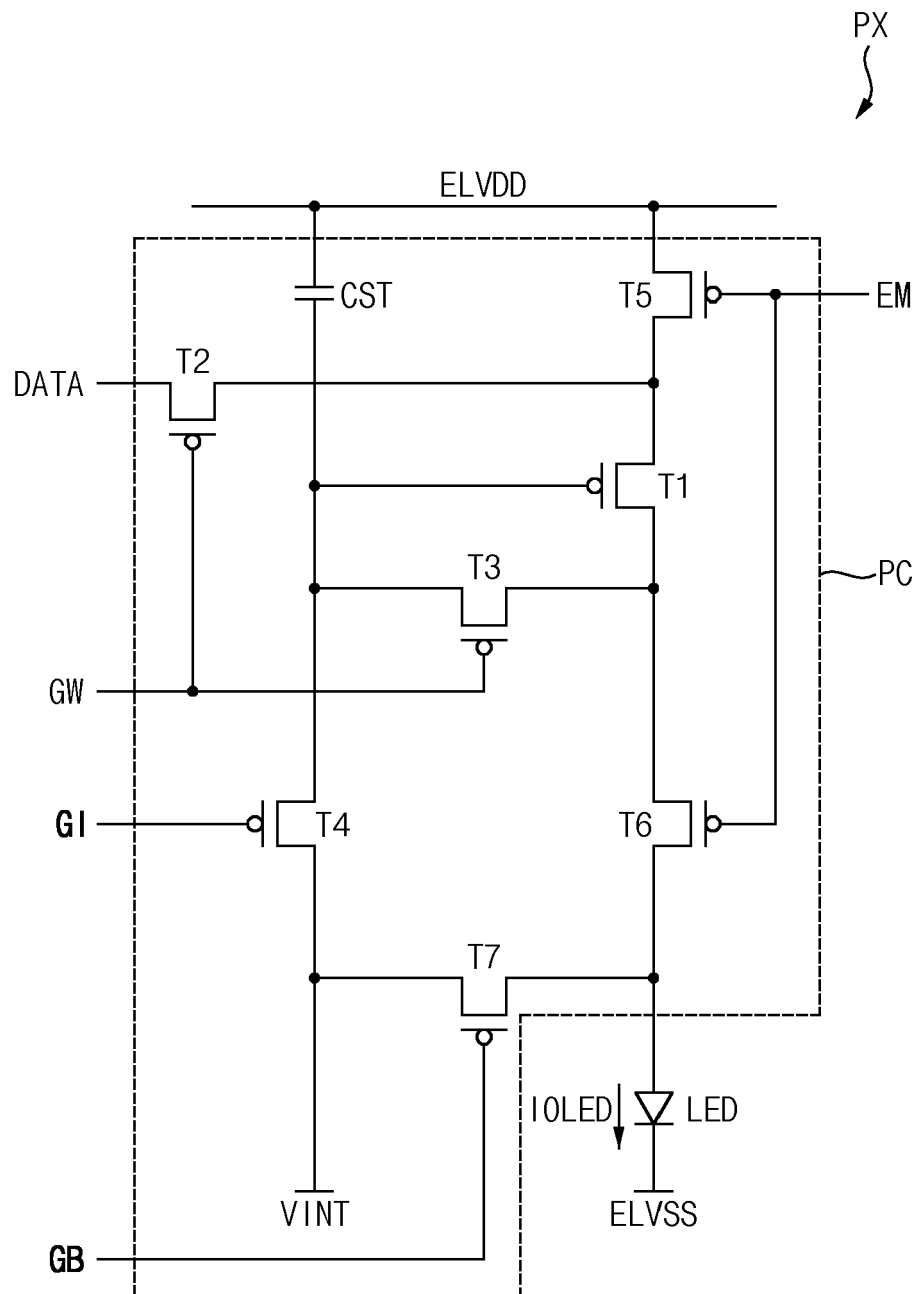 PX
ELVDD
CST
T5
EM
T2
DATA
T1
T3
PC
GW
GI
T4
T6
T7
IOLED
LED
VINT
ELVSS
GB